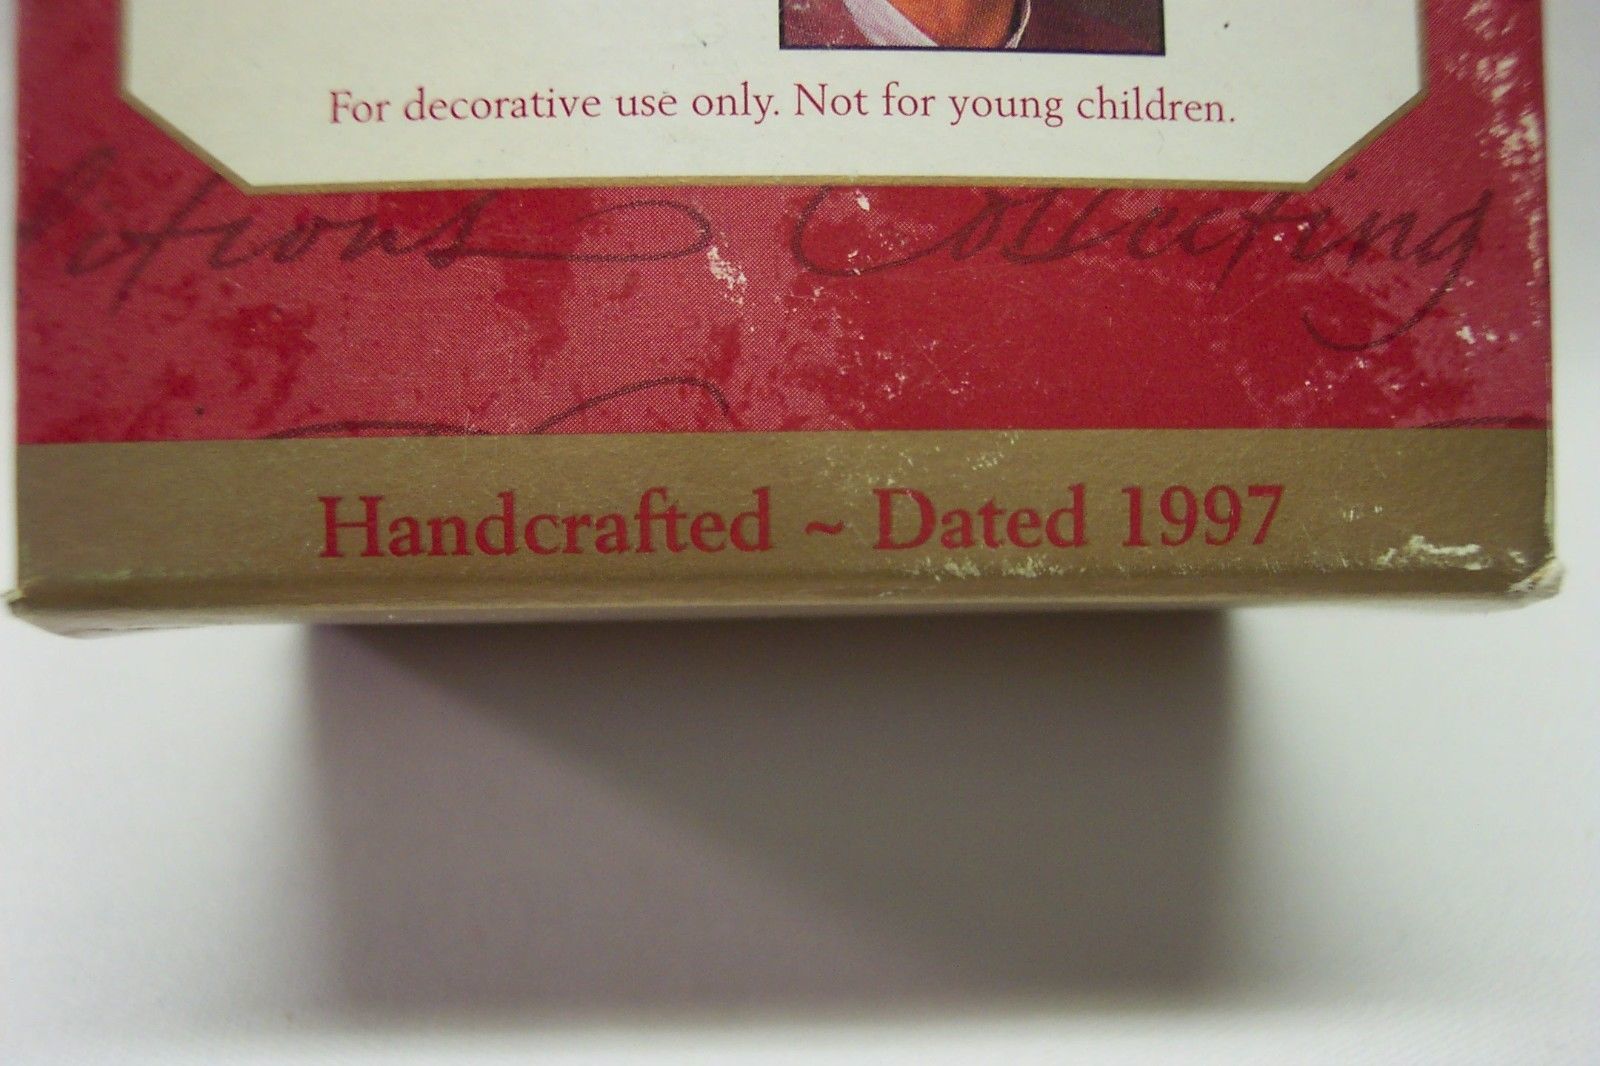 For decorative use only. Not for young children.
Collecting
Handcrafted ~ Dated 1997